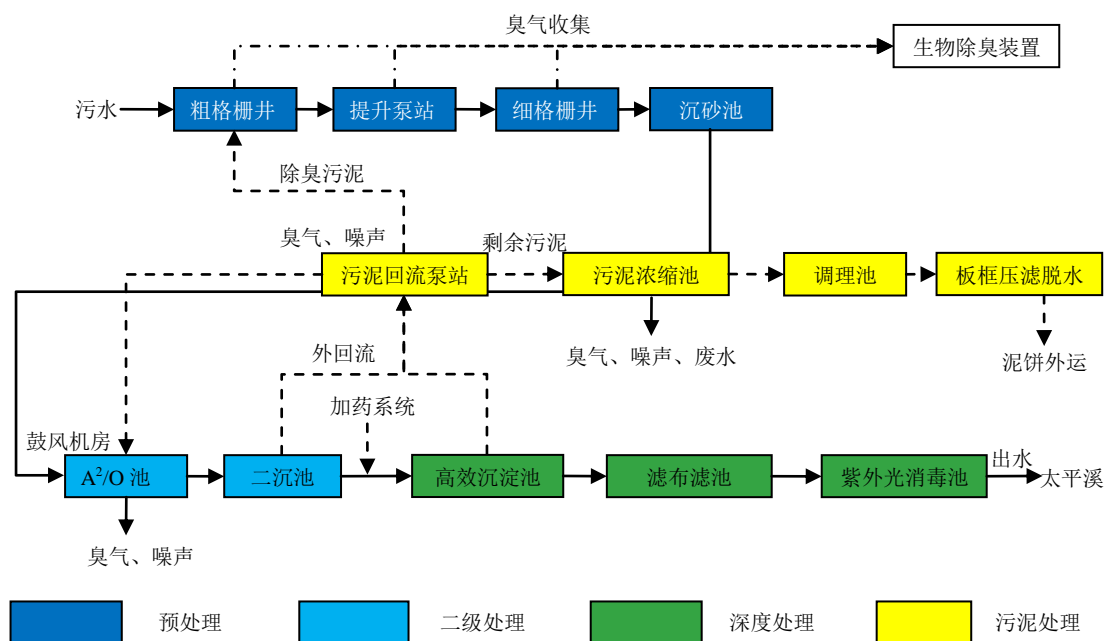 臭气收集
生物除臭装置
污水
粗格栅井
提升泵站
细格栅井
沉砂池
除臭污泥
臭气、噪声
剩余污泥
污泥回流泵站
污泥浓缩池
调理池
板框压滤脱水
外回流
臭气、噪声、废水
泥饼外运
加药系统
鼓风机房
出水
A²/O 池
二沉池
高效沉淀池
滤布滤池
紫外光消毒池
太平溪
臭气、噪声
预处理
二级处理
深度处理
污泥处理